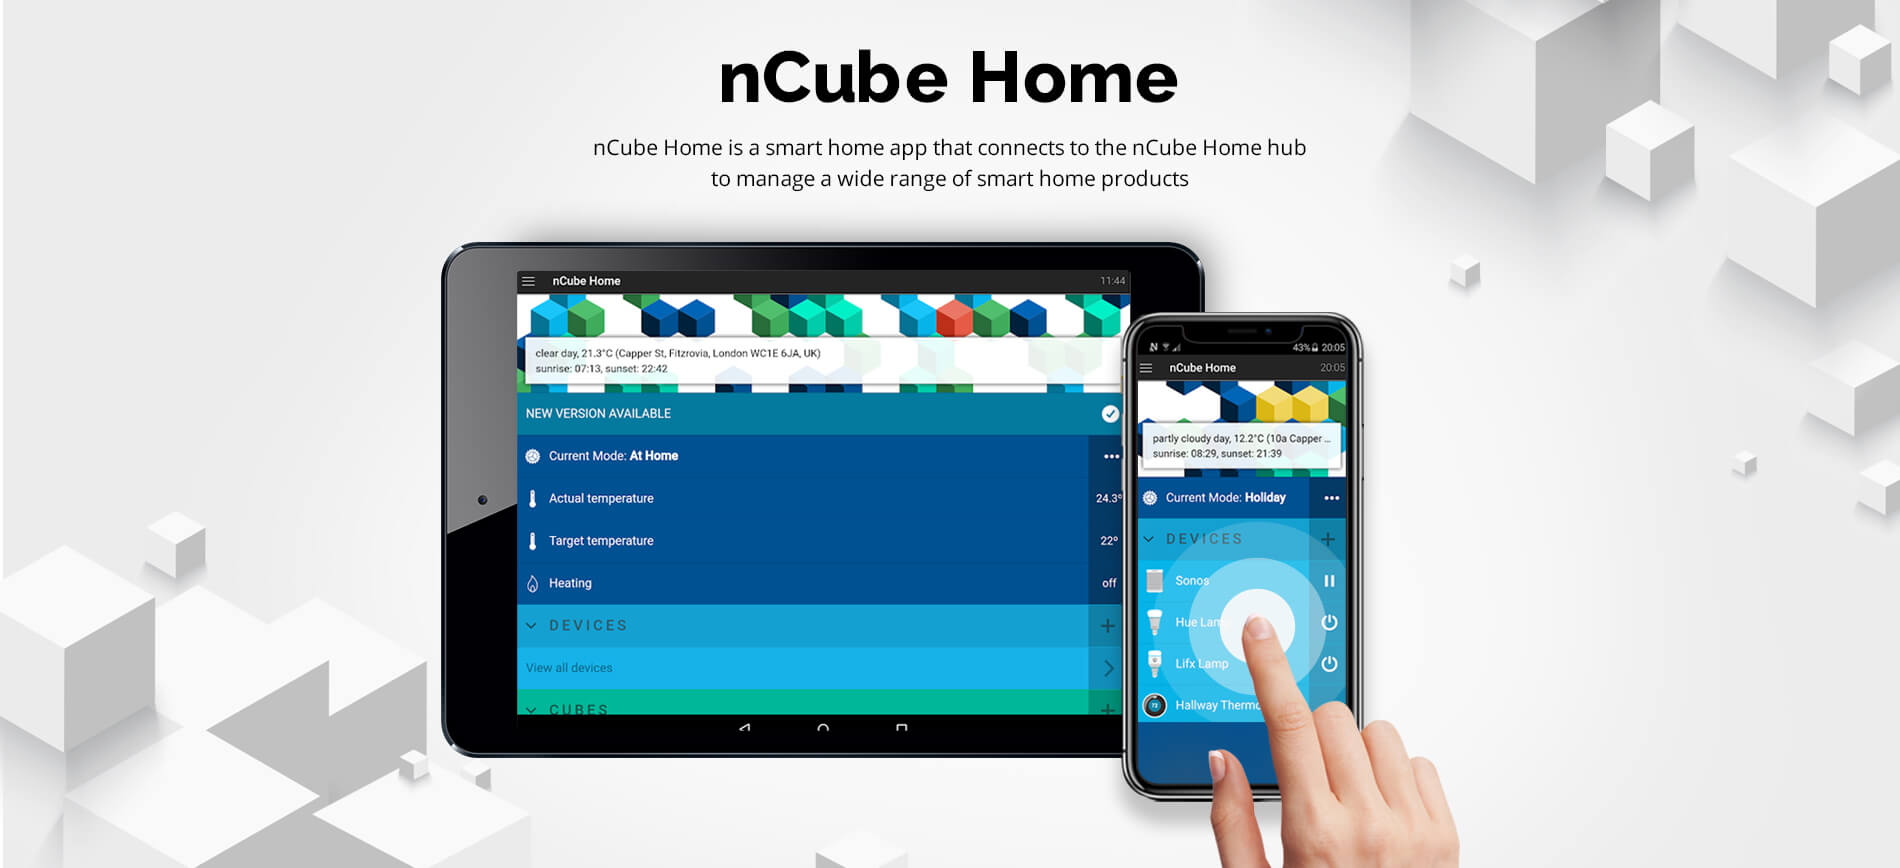 nCube Home
nCube Home is a smart home app that connects to the nCube Home hub
to manage a wide range of smart home products
nCube Home 11:44
clear day, 21.3°C (Capper St, Fitzrovia, London WC1E 6JA, UK)
sunrise: 07:13, sunset: 22:42
NEW VERSION AVAILABLE
Current Mode: At Home
Actual temperature 24.3°
Target temperature 22°
Heating off
DEVICES
View all devices
CUBES
43% 20:05
nCube Home 20:05
partly cloudy day, 12.2°C (10a Capper ...
sunrise: 08:29, sunset: 21:39
Current Mode: Holiday
DEVICES
Sonos
Hue Lam
Lifx Lamp
Hallway Thermo